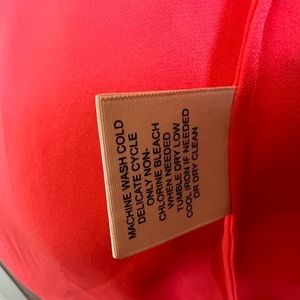 MACHINE WASH COLD
DELICATE CYCLE
ONLY NON-
CHLORINE BLEACH
WHEN NEEDED
TUMBLE DRY LOW
COOL IRON IF NEEDED
OR DRY CLEAN